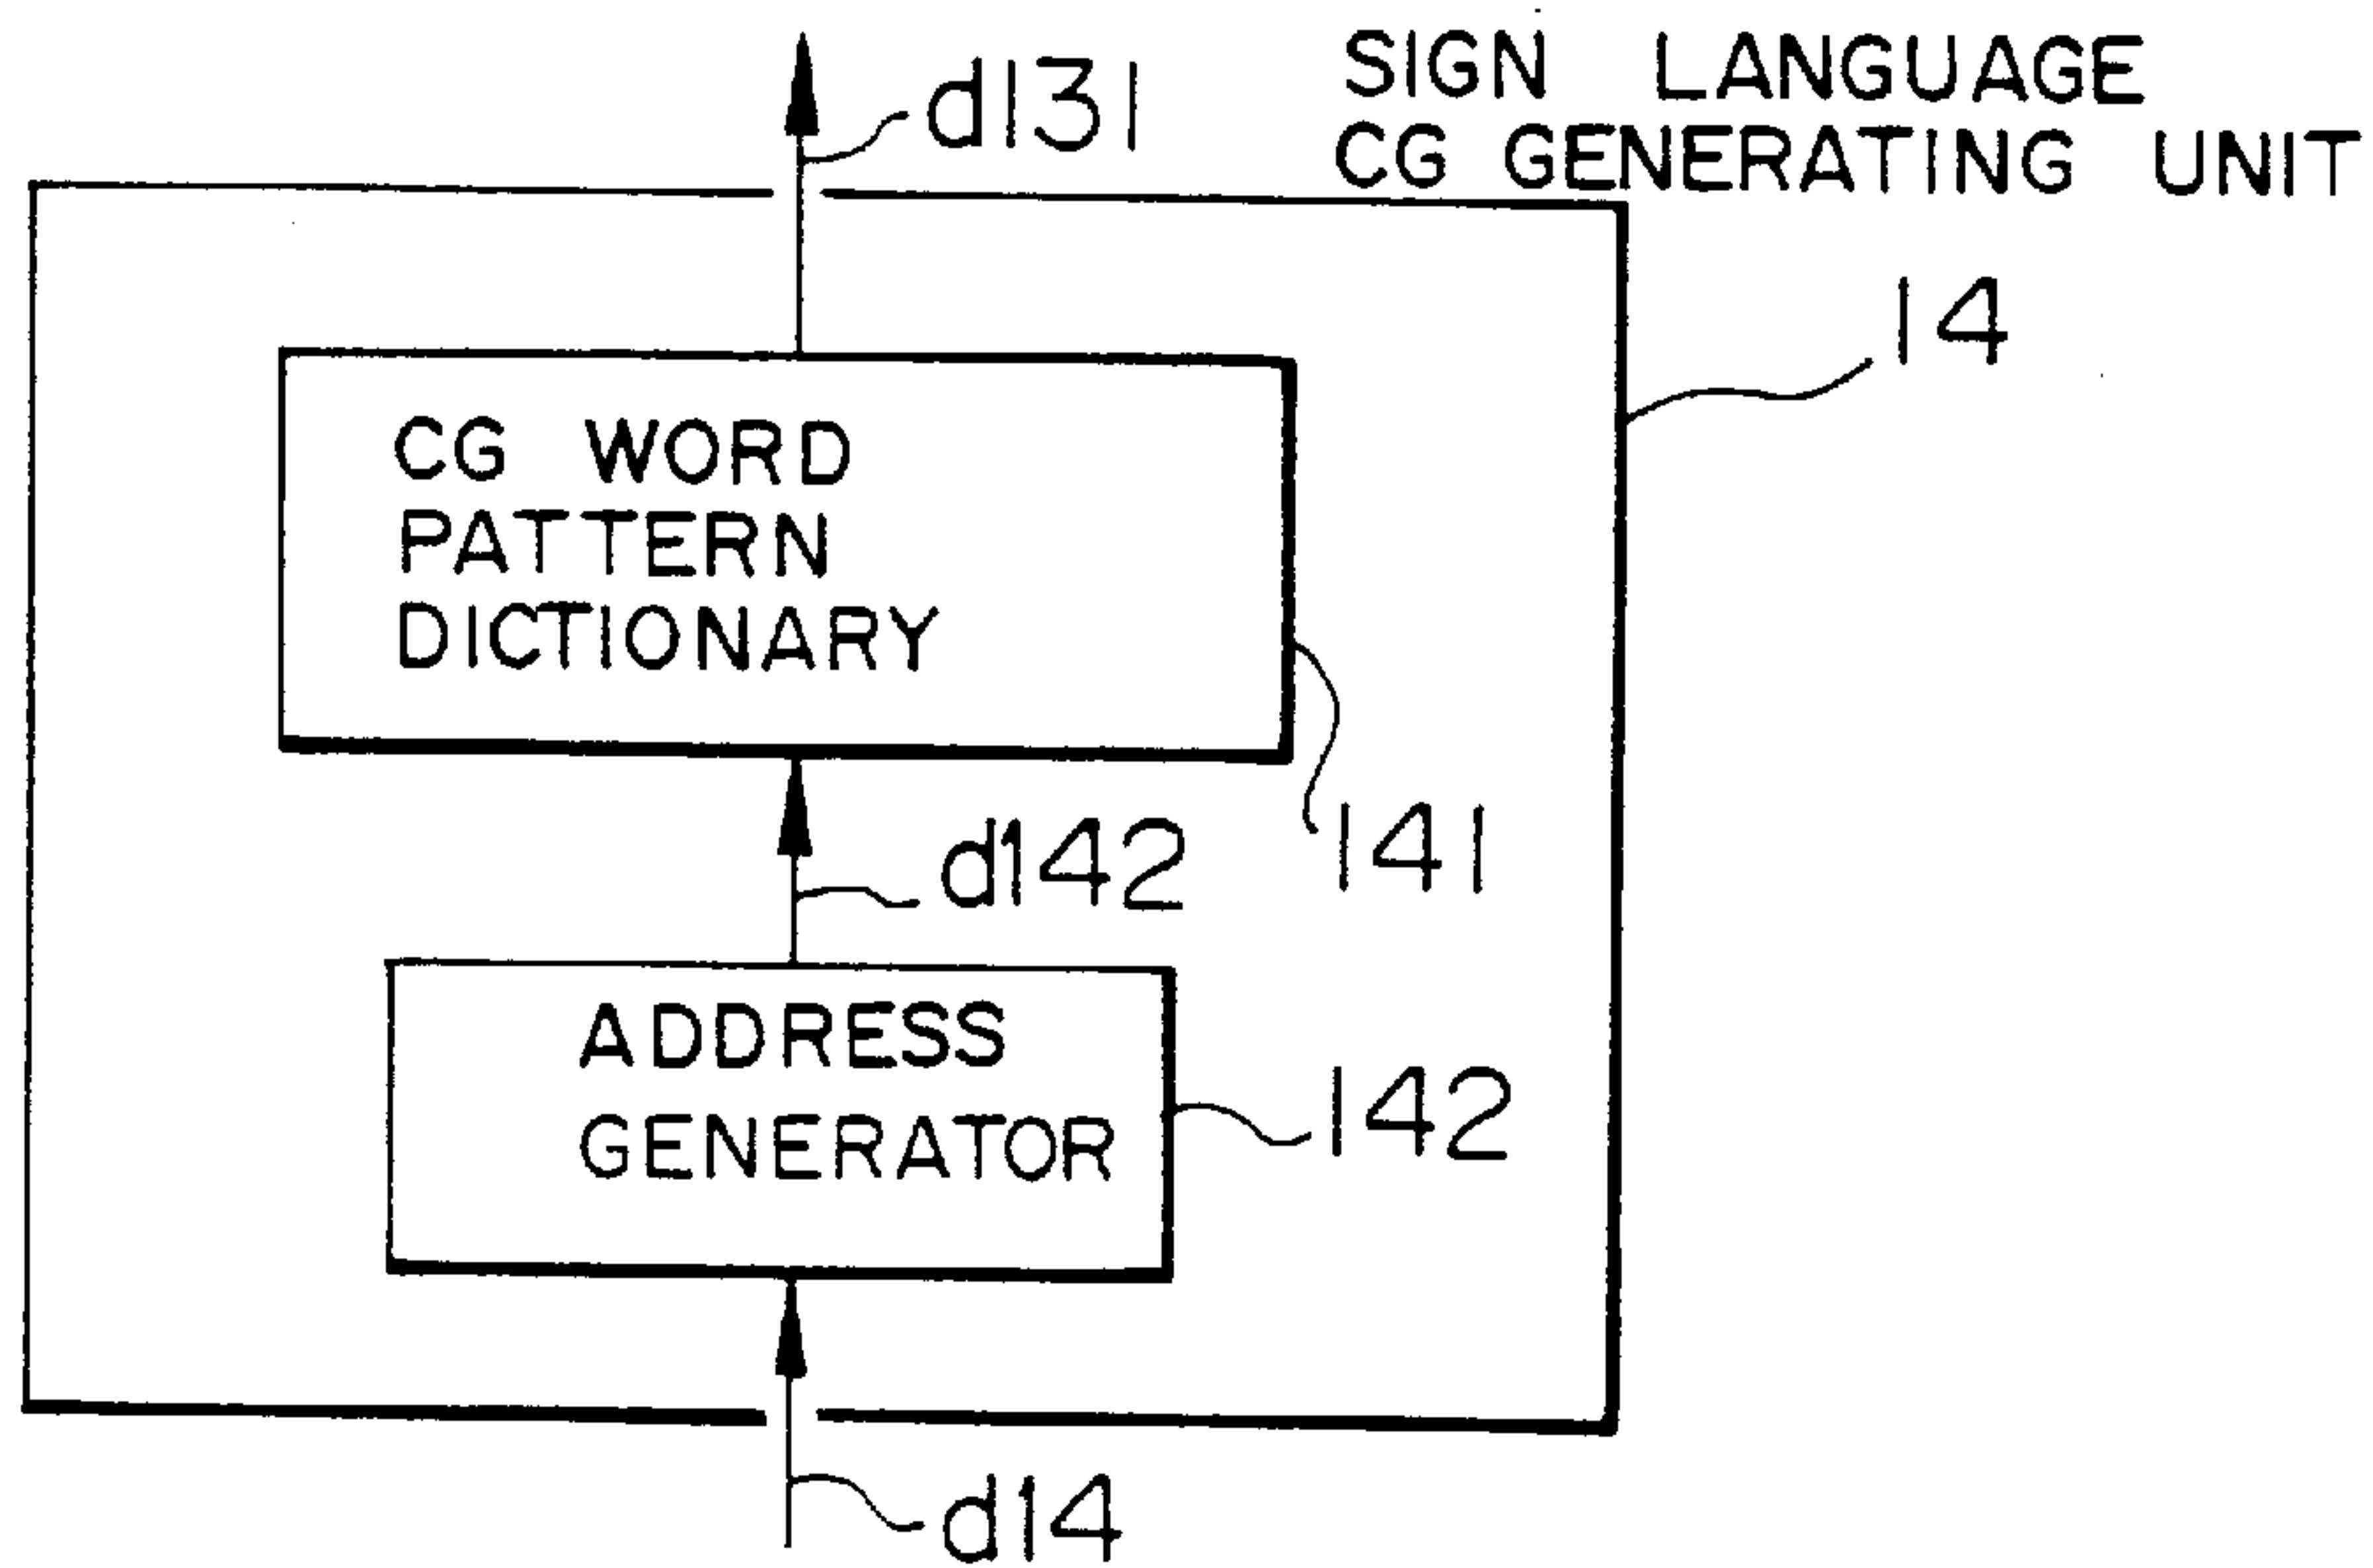 d131
SIGN LANGUAGE
CG GENERATING UNIT
14
CG WORD
PATTERN
DICTIONARY
141
d142
ADDRESS
GENERATOR
142
d14